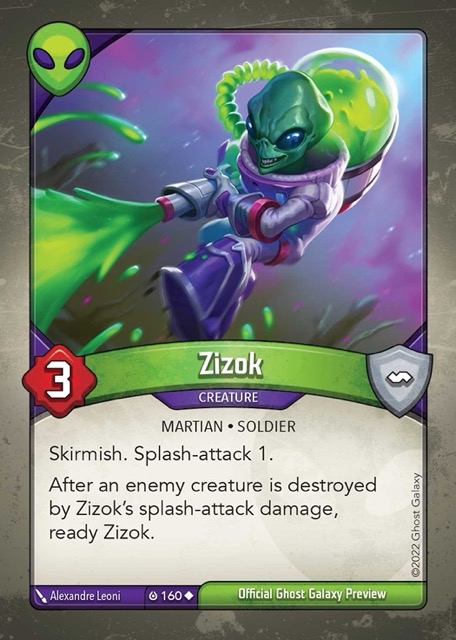 3
Zizok
CREATURE
MARTIAN • SOLDIER
Skirmish. Splash-attack 1.
After an enemy creature is destroyed
by Zizok's splash-attack damage,
ready Zizok.
©2022 Ghost Galaxy
Alexandre Leoni
160
Official Ghost Galaxy Preview